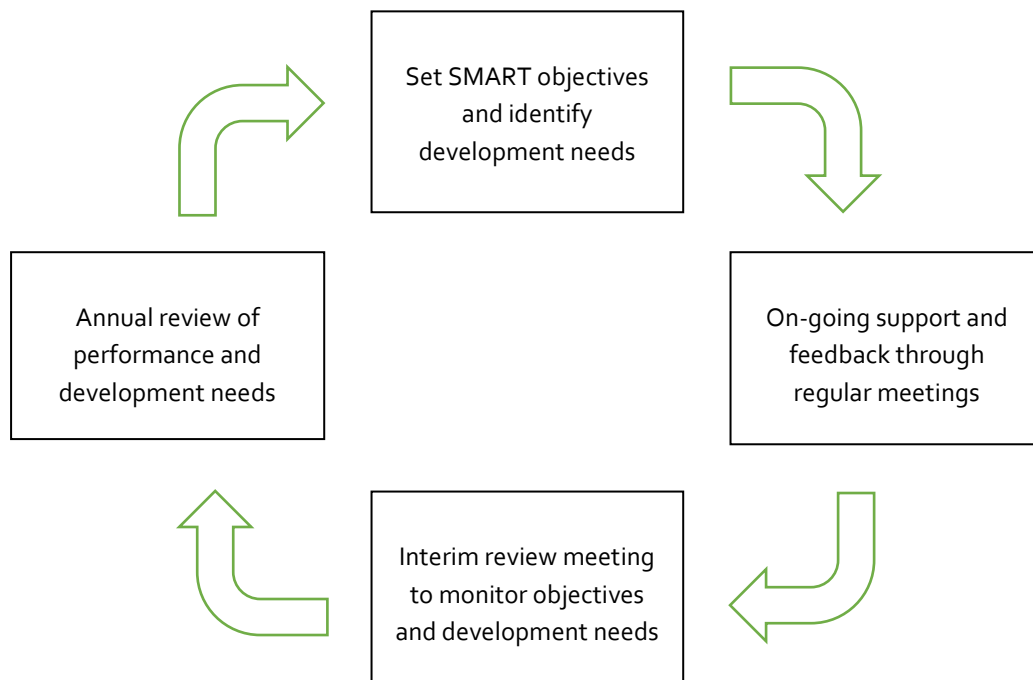 Set SMART objectives
and identify
development needs
On-going support and
feedback through
regular meetings
Interim review meeting
to monitor objectives
and development needs
Annual review of
performance and
development needs